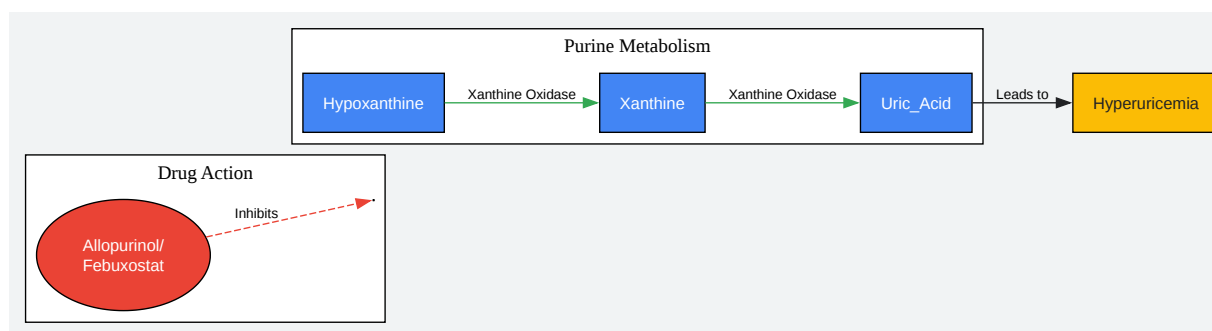 Purine Metabolism
Hypoxanthine
Xanthine Oxidase
Xanthine
Xanthine Oxidase
Uric_Acid
Leads to
Hyperuricemia
Drug Action
Allopurinol/
Febuxostat
Inhibits